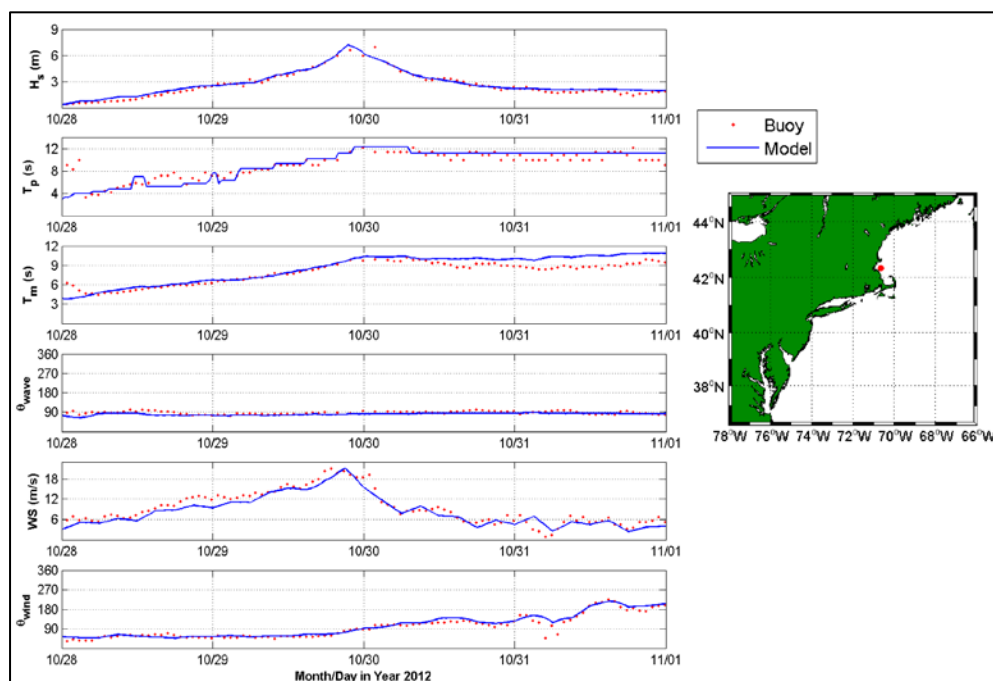 9
6
3
H_s (m)
10/28 10/29 10/30 10/31 11/01
12
8
4
T_p (s)
10/28 10/29 10/30 10/31 11/01
12
9
6
3
T_m (s)
10/28 10/29 10/30 10/31 11/01
360
270
180
90
θ_wave
10/28 10/29 10/30 10/31 11/01
18
12
6
WS (m/s)
10/28 10/29 10/30 10/31 11/01
360
270
180
90
θ_wind
10/28 10/29 10/30 10/31 11/01
Month/Day in Year 2012
Buoy
Model
44°N
42°N
40°N
38°N
78°W 76°W 74°W 72°W 70°W 68°W 66°W